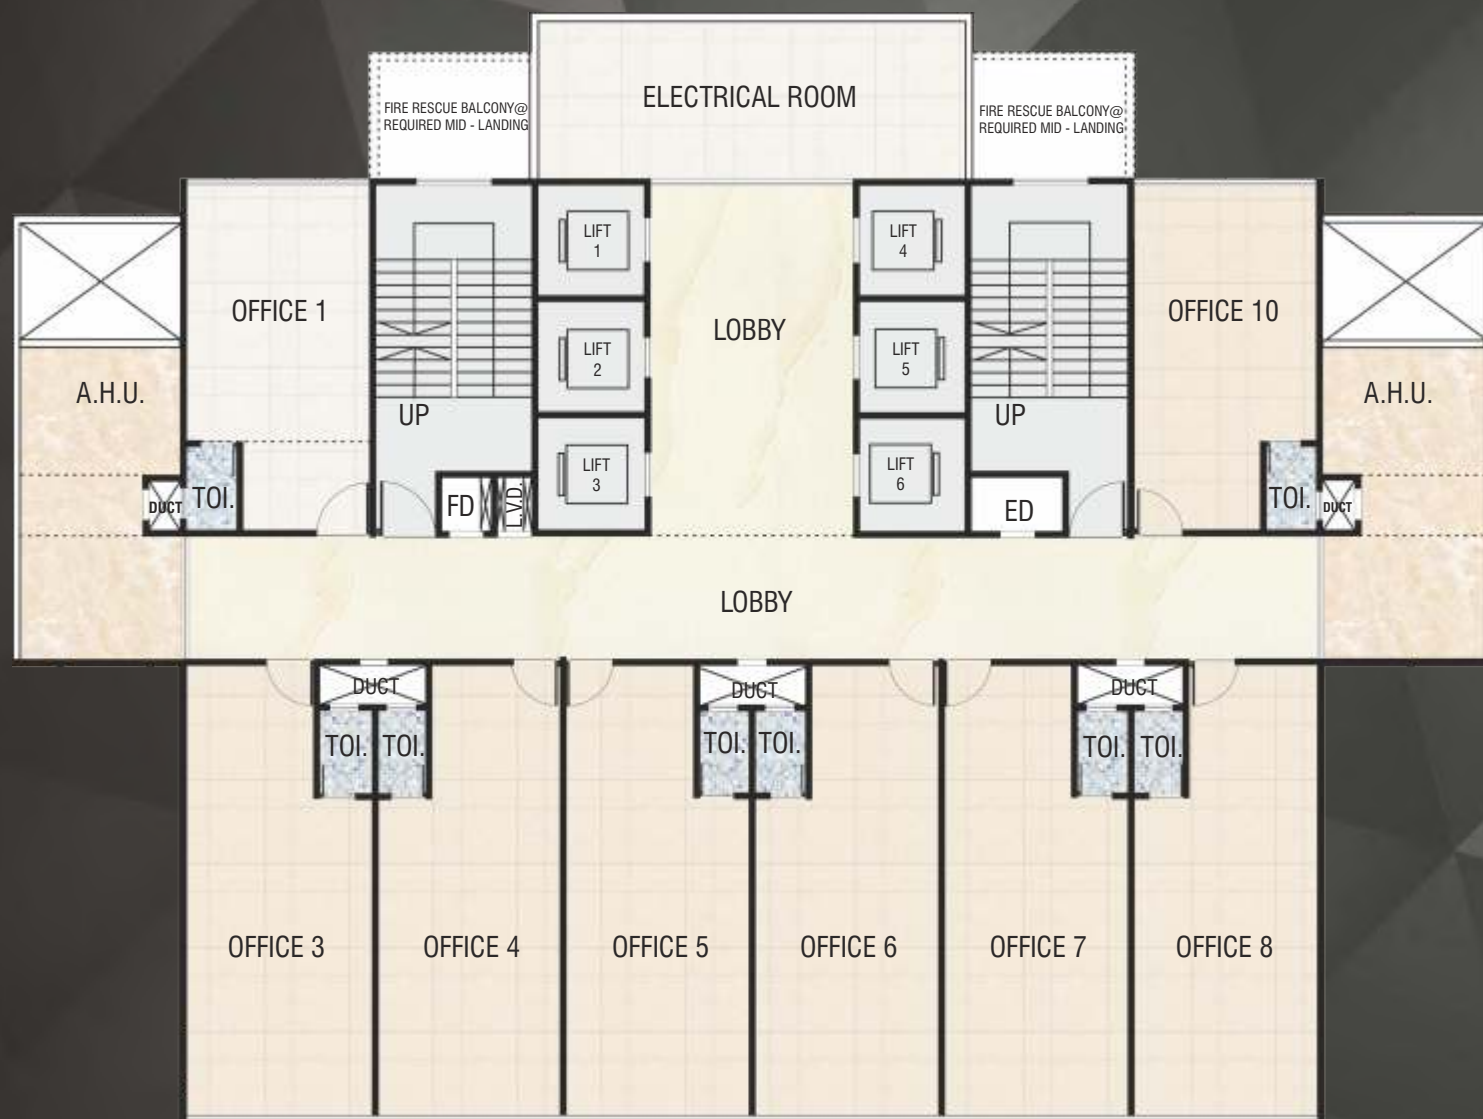 ELECTRICAL ROOM
FIRE RESCUE BALCONY@
REQUIRED MID - LANDING
FIRE RESCUE BALCONY@
REQUIRED MID - LANDING
LIFT
1
LIFT
4
OFFICE 1
LOBBY
OFFICE 10
LIFT
2
LIFT
5
A.H.U.
UP
UP
A.H.U.
LIFT
3
LIFT
6
DUCT
TOI.
FD
L.V.D.
ED
TOI.
DUCT
LOBBY
DUCT
DUCT
DUCT
TOI.
TOI.
TOI.
TOI.
TOI.
TOI.
OFFICE 3
OFFICE 4
OFFICE 5
OFFICE 6
OFFICE 7
OFFICE 8